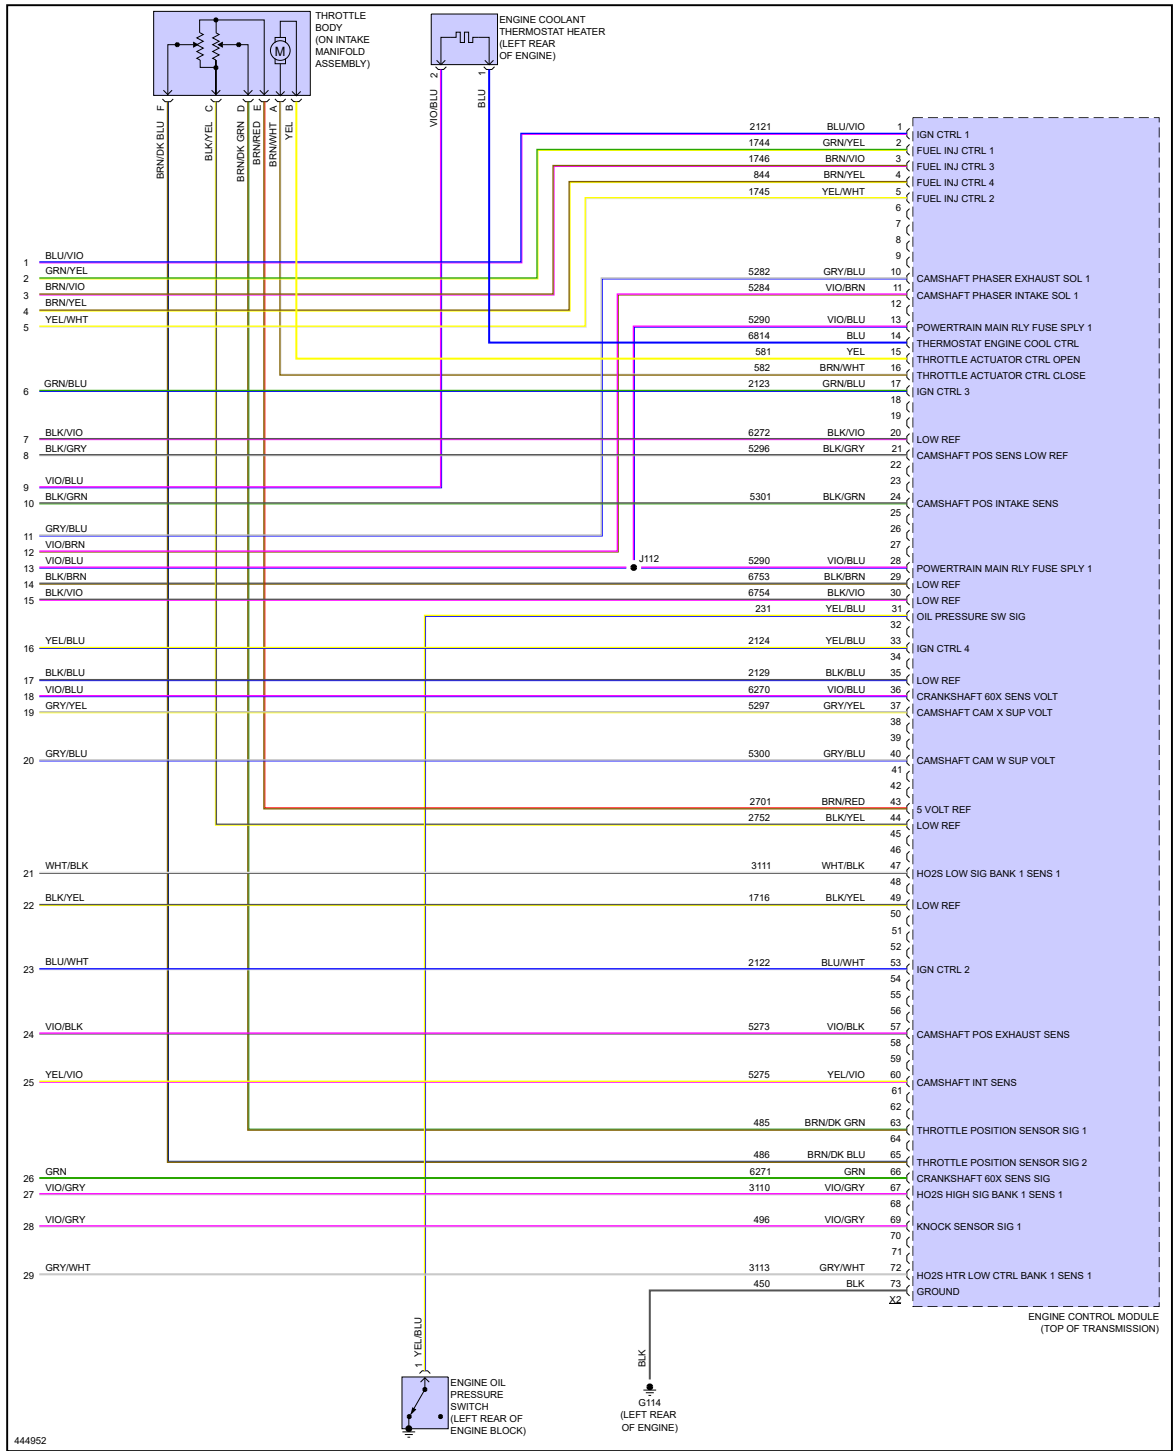 THROTTLE
BODY
(ON INTAKE
MANIFOLD
ASSEMBLY)
ENGINE COOLANT
THERMOSTAT HEATER
(LEFT REAR
OF ENGINE)
M
F C D E A B
2 1
BRN/DK BLU
BLK/YEL
BRN/DK GRN
BRN/RED
BRN/WHT
YEL
VIO/BLU
BLU
2121 BLU/VIO 1 IGN CTRL 1
1744 GRN/YEL 2 FUEL INJ CTRL 1
1746 BRN/VIO 3 FUEL INJ CTRL 3
844 BRN/YEL 4 FUEL INJ CTRL 4
1745 YEL/WHT 5 FUEL INJ CTRL 2
6
7
8
9
1 BLU/VIO
2 GRN/YEL
3 BRN/VIO
4 BRN/YEL
5 YEL/WHT
5282 GRY/BLU 10 CAMSHAFT PHASER EXHAUST SOL 1
5284 VIO/BRN 11 CAMSHAFT PHASER INTAKE SOL 1
12
5290 VIO/BLU 13 POWERTRAIN MAIN RLY FUSE SPLY 1
6814 BLU 14 THERMOSTAT ENGINE COOL CTRL
581 YEL 15 THROTTLE ACTUATOR CTRL OPEN
582 BRN/WHT 16 THROTTLE ACTUATOR CTRL CLOSE
6 GRN/BLU 2123 GRN/BLU 17 IGN CTRL 3
18
19
7 BLK/VIO 6272 BLK/VIO 20 LOW REF
8 BLK/GRY 5296 BLK/GRY 21 CAMSHAFT POS SENS LOW REF
22
23
9 VIO/BLU
10 BLK/GRN 5301 BLK/GRN 24 CAMSHAFT POS INTAKE SENS
25
26
27
11 GRY/BLU
12 VIO/BRN
J112
13 VIO/BLU 5290 VIO/BLU 28 POWERTRAIN MAIN RLY FUSE SPLY 1
14 BLK/BRN 6753 BLK/BRN 29 LOW REF
15 BLK/VIO 6754 BLK/VIO 30 LOW REF
231 YEL/BLU 31 OIL PRESSURE SW SIG
32
16 YEL/BLU 2124 YEL/BLU 33 IGN CTRL 4
34
17 BLK/BLU 2129 BLK/BLU 35 LOW REF
18 VIO/BLU 6270 VIO/BLU 36 CRANKSHAFT 60X SENS VOLT
19 GRY/YEL 5297 GRY/YEL 37 CAMSHAFT CAM X SUP VOLT
38
39
20 GRY/BLU 5300 GRY/BLU 40 CAMSHAFT CAM W SUP VOLT
41
42
2701 BRN/RED 43 5 VOLT REF
2752 BLK/YEL 44 LOW REF
45
46
21 WHT/BLK 3111 WHT/BLK 47 HO2S LOW SIG BANK 1 SENS 1
48
22 BLK/YEL 1716 BLK/YEL 49 LOW REF
50
51
52
23 BLU/WHT 2122 BLU/WHT 53 IGN CTRL 2
54
55
56
24 VIO/BLK 5273 VIO/BLK 57 CAMSHAFT POS EXHAUST SENS
58
59
25 YEL/VIO 5275 YEL/VIO 60 CAMSHAFT INT SENS
61
62
485 BRN/DK GRN 63 THROTTLE POSITION SENSOR SIG 1
64
486 BRN/DK BLU 65 THROTTLE POSITION SENSOR SIG 2
26 GRN 6271 GRN 66 CRANKSHAFT 60X SENS SIG
27 VIO/GRY 3110 VIO/GRY 67 HO2S HIGH SIG BANK 1 SENS 1
68
28 VIO/GRY 496 VIO/GRY 69 KNOCK SENSOR SIG 1
70
71
29 GRY/WHT 3113 GRY/WHT 72 HO2S HTR LOW CTRL BANK 1 SENS 1
450 BLK 73 GROUND
X2
ENGINE CONTROL MODULE
(TOP OF TRANSMISSION)
1 YEL/BLU
BLK
ENGINE OIL
PRESSURE
SWITCH
(LEFT REAR OF
ENGINE BLOCK)
G114
(LEFT REAR
OF ENGINE)
444952